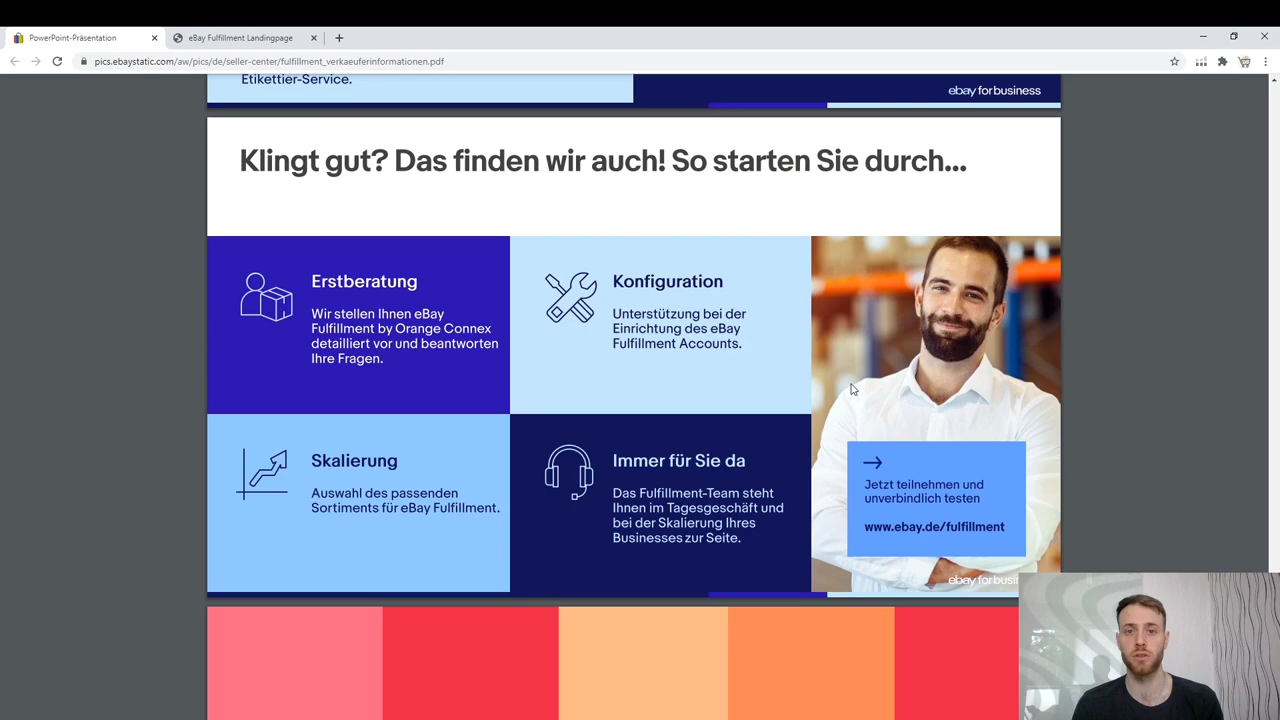 PowerPoint-Präsentation
eBay Fulfillment Landingpage
pics.ebaystatic.com/aw/pics/de/seller-center/fulfillment_verkaeuferinformationen.pdf
Etikettier-Service.
ebay for business
Klingt gut? Das finden wir auch! So starten Sie durch...
Erstberatung
Wir stellen Ihnen eBay
Fulfillment by Orange Connex
detailliert vor und beantworten
Ihre Fragen.
Konfiguration
Unterstützung bei der
Einrichtung des eBay
Fulfillment Accounts.
Skalierung
Auswahl des passenden
Sortiments für eBay Fulfillment.
Immer für Sie da
Das Fulfillment-Team steht
Ihnen im Tagesgeschäft und
bei der Skalierung Ihres
Businesses zur Seite.
Jetzt teilnehmen und
unverbindlich testen
www.ebay.de/fulfillment
ebay for busi